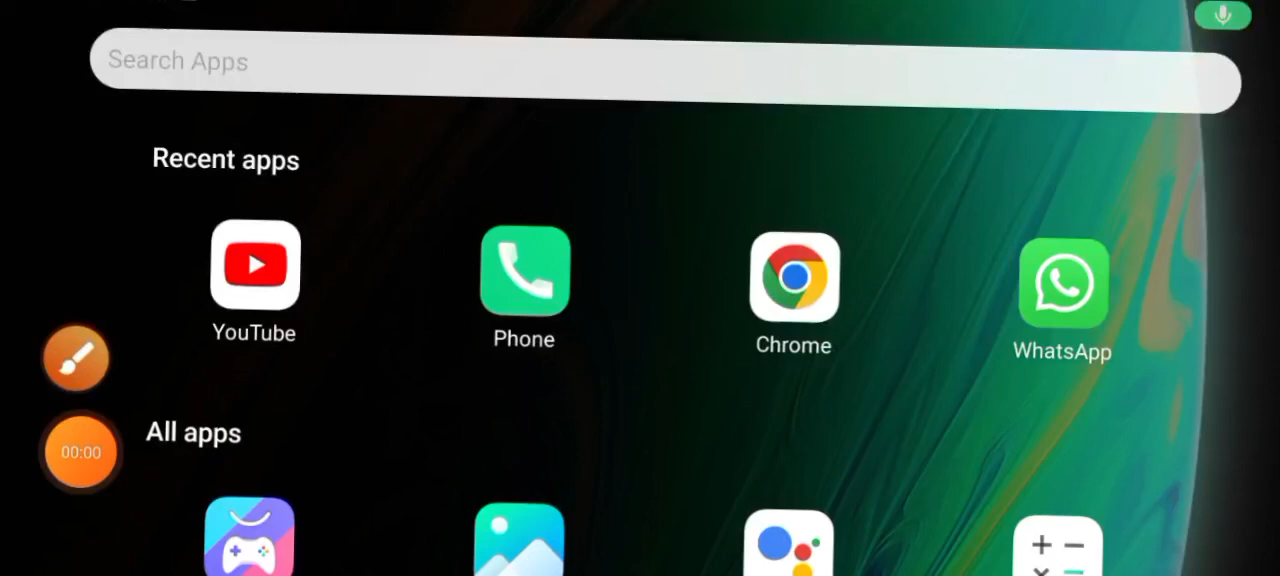 Search Apps
Recent apps
YouTube
Phone
Chrome
WhatsApp
00:00
All apps